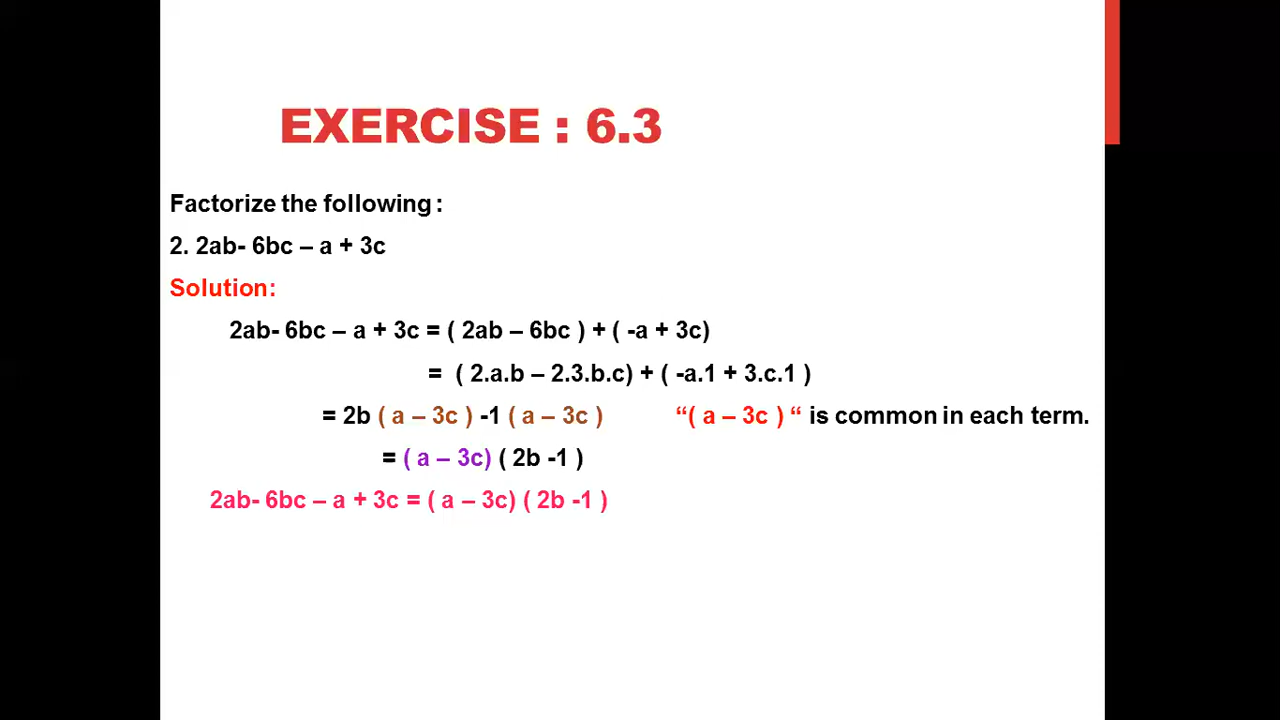 EXERCISE : 6.3
Factorize the following :
2. 2ab- 6bc – a + 3c
Solution:
2ab- 6bc – a + 3c = ( 2ab – 6bc ) + ( -a + 3c)
= ( 2.a.b – 2.3.b.c) + ( -a.1 + 3.c.1 )
= 2b ( a – 3c ) -1 ( a – 3c ) “( a – 3c ) “ is common in each term.
= ( a – 3c) ( 2b -1 )
2ab- 6bc – a + 3c = ( a – 3c) ( 2b -1 )